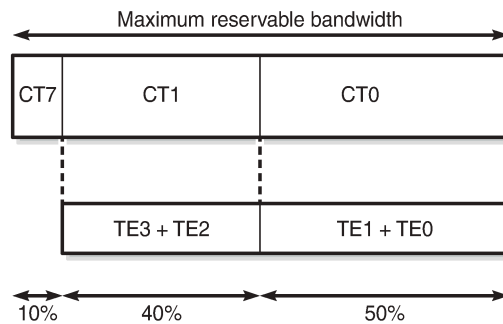 Maximum reservable bandwidth
CT7 CT1 CT0
TE3 + TE2 TE1 + TE0
10% 40% 50%